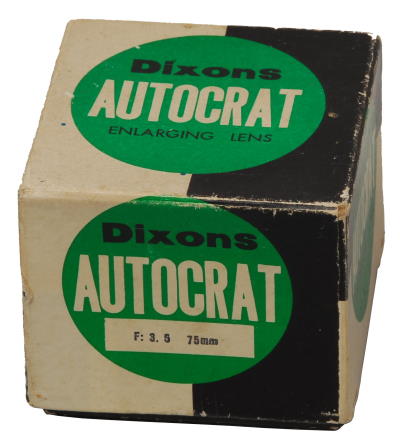 Dixons
AUTOCRAT
ENLARGING LENS
Dixons
AUTOCRAT
F: 3.5 75mm